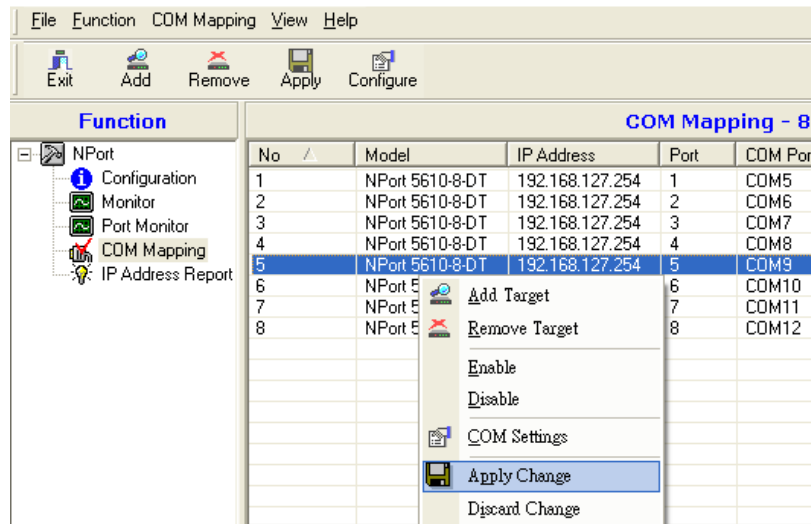 File Function COM Mapping View Help
Exit Add Remove Apply Configure
Function
COM Mapping - 8
NPort
Configuration
Monitor
Port Monitor
COM Mapping
IP Address Report
No Model IP Address Port COM Por
1 NPort 5610-8-DT 192.168.127.254 1 COM5
2 NPort 5610-8-DT 192.168.127.254 2 COM6
3 NPort 5610-8-DT 192.168.127.254 3 COM7
4 NPort 5610-8-DT 192.168.127.254 4 COM8
5 NPort 5610-8-DT 192.168.127.254 5 COM9
6 NPort 5 6 COM10
7 NPort 5 7 COM11
8 NPort 5 8 COM12
Add Target
Remove Target
Enable
Disable
COM Settings
Apply Change
Discard Change